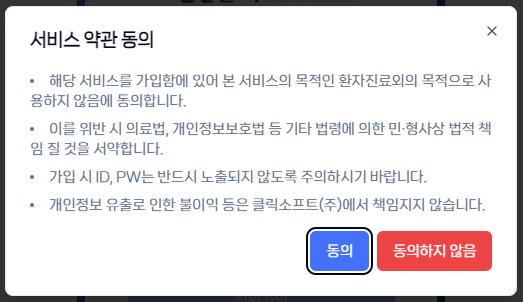 서비스 약관 동의
• 해당 서비스를 가입함에 있어 본 서비스의 목적인 환자진료외의 목적으로 사
용하지 않음에 동의합니다.
• 이를 위반 시 의료법, 개인정보보호법 등 기타 법령에 의한 민·형사상 법적 책
임 질 것을 서약합니다.
• 가입 시 ID, PW는 반드시 노출되지 않도록 주의하시기 바랍니다.
• 개인정보 유출로 인한 불이익 등은 클릭소프트(주)에서 책임지지 않습니다.
동의 동의하지 않음